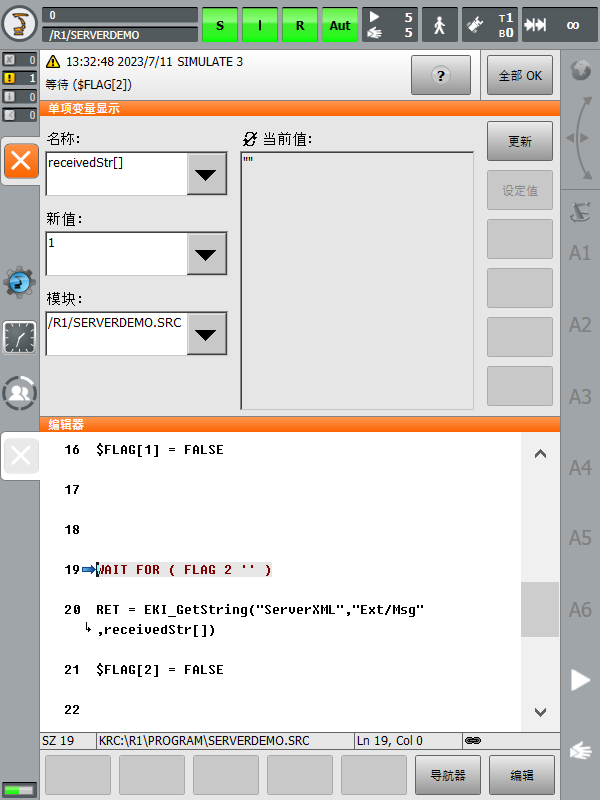 0
/R1/SERVERDEMO
S I R Aut
5
5
T 1
B 0
∞
0
1
0
0
13:32:48 2023/7/11 SIMULATE 3
等待 ($FLAG[2])
?
全部 OK
单项变量显示
名称:
receivedStr[]
当前值:
""
更新
设定值
新值:
1
模块:
/R1/SERVERDEMO.SRC
A1
A2
A3
A4
A5
A6
编辑器
16 $FLAG[1] = FALSE
17
18
19 WAIT FOR ( FLAG 2 '' )
20 RET = EKI_GetString("ServerXML","Ext/Msg"
,receivedStr[])
21 $FLAG[2] = FALSE
22
SZ 19 KRC:\R1\PROGRAM\SERVERDEMO.SRC Ln 19, Col 0
导航器 编辑